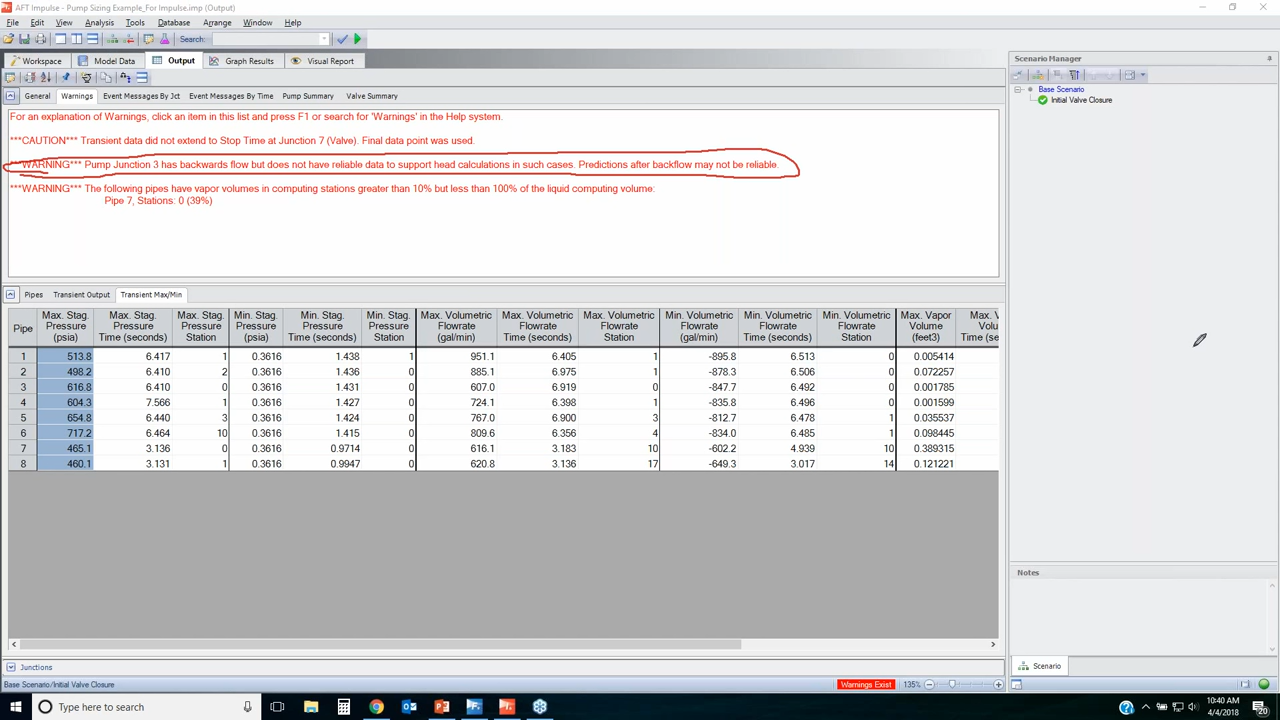 AFT Impulse - Pump Sizing Example_For Impulse.imp (Output)
File Edit View Analysis Tools Database Arrange Window Help
Search:
Workspace Model Data Output Graph Results Visual Report
General Warnings Event Messages By Jct Event Messages By Time Pump Summary Valve Summary
For an explanation of Warnings, click an item in this list and press F1 or search for 'Warnings' in the Help system.
***CAUTION*** Transient data did not extend to Stop Time at Junction 7 (Valve). Final data point was used.
***WARNING*** Pump Junction 3 has backwards flow but does not have reliable data to support head calculations in such cases. Predictions after backflow may not be reliable.
***WARNING*** The following pipes have vapor volumes in computing stations greater than 10% but less than 100% of the liquid computing volume:
Pipe 7, Stations: 0 (39%)
Pipes Transient Output Transient Max/Min
Pipe Max. Stag. Pressure (psia) Max. Stag. Pressure Time (seconds) Max. Stag. Pressure Station Min. Stag. Pressure (psia) Min. Stag. Pressure Time (seconds) Min. Stag. Pressure Station Max. Volumetric Flowrate (gal/min) Max. Volumetric Flowrate Time (seconds) Max. Volumetric Flowrate Station Min. Volumetric Flowrate (gal/min) Min. Volumetric Flowrate Time (seconds) Min. Volumetric Flowrate Station Max. Vapor Volume (feet3) Max. V
1 513.8 6.417 1 0.3616 1.438 1 951.1 6.405 1 -895.8 6.513 0 0.005414
2 498.2 6.410 2 0.3616 1.436 0 885.1 6.975 1 -878.3 6.506 0 0.072257
3 616.8 6.410 0 0.3616 1.431 0 607.0 6.919 0 -847.7 6.492 0 0.001785
4 604.3 7.566 1 0.3616 1.427 0 724.1 6.398 1 -835.8 6.496 0 0.001599
5 654.8 6.440 3 0.3616 1.424 0 767.0 6.900 3 -812.7 6.478 1 0.035537
6 717.2 6.464 10 0.3616 1.415 0 809.6 6.356 4 -834.0 6.485 1 0.098445
7 465.1 3.136 0 0.3616 0.9714 0 616.1 3.183 10 -602.2 4.939 10 0.389315
8 460.1 3.131 1 0.3616 0.9947 0 620.8 3.136 17 -649.3 3.017 14 0.121221
Junctions
Base Scenario/Initial Valve Closure Warnings Exist 135%
Scenario Manager
Base Scenario
Initial Valve Closure
Notes
Scenario
Type here to search
10:40 AM
4/4/2018
20